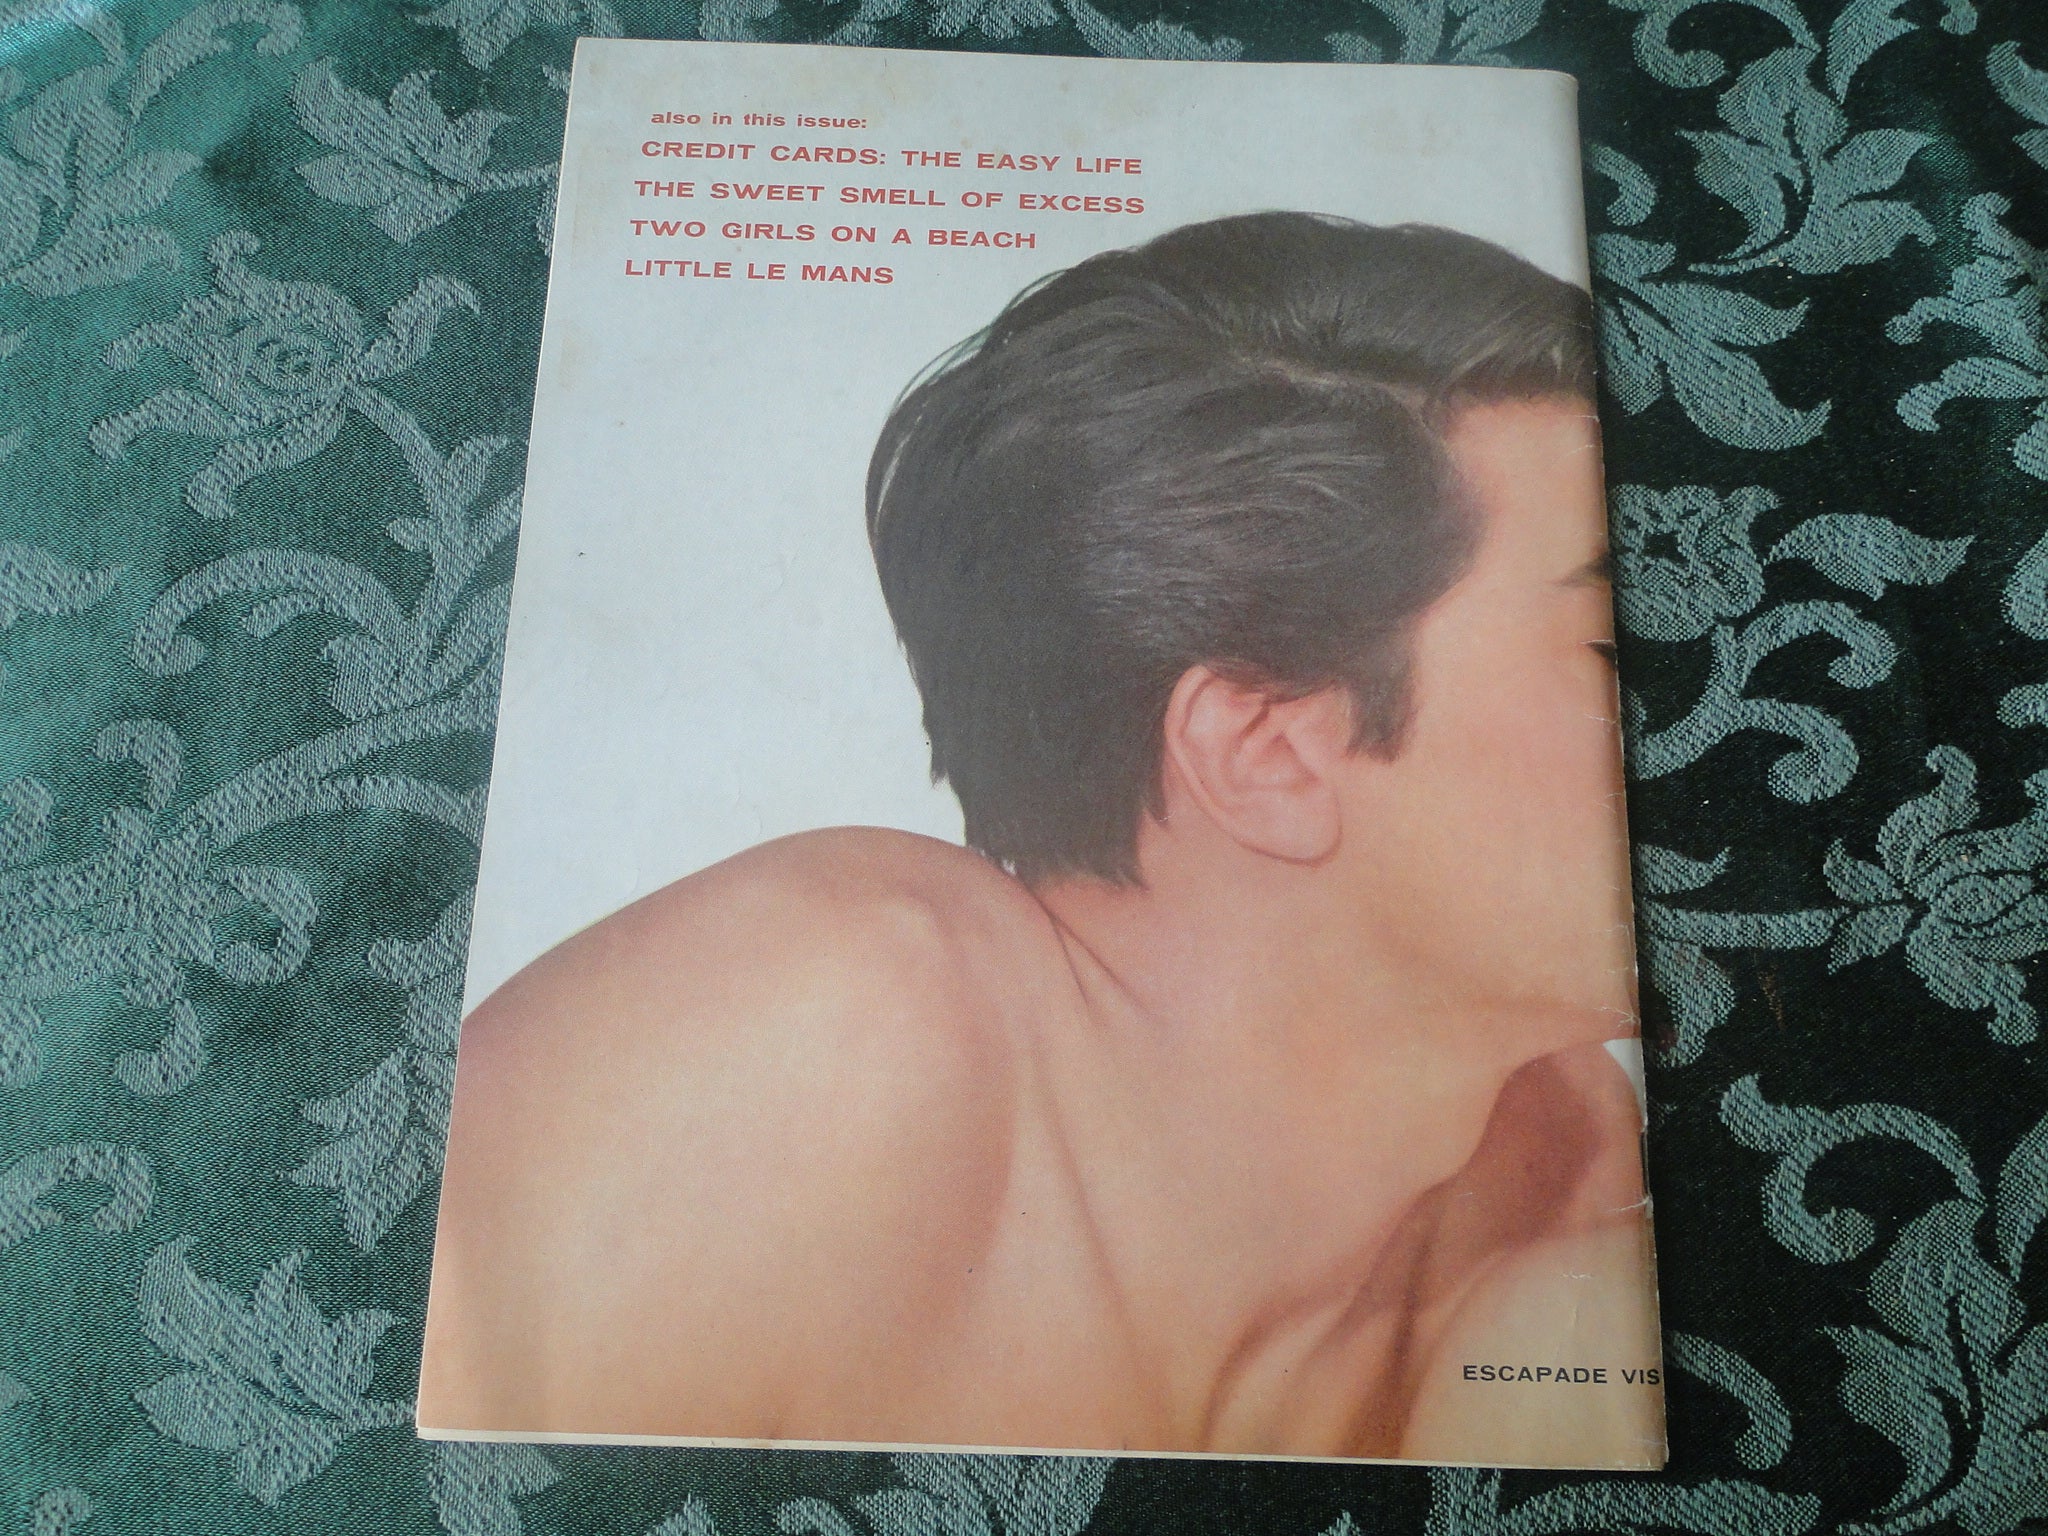 also in this issue:
CREDIT CARDS: THE EASY LIFE
THE SWEET SMELL OF EXCESS
TWO GIRLS ON A BEACH
LITTLE LE MANS
ESCAPADE VIS